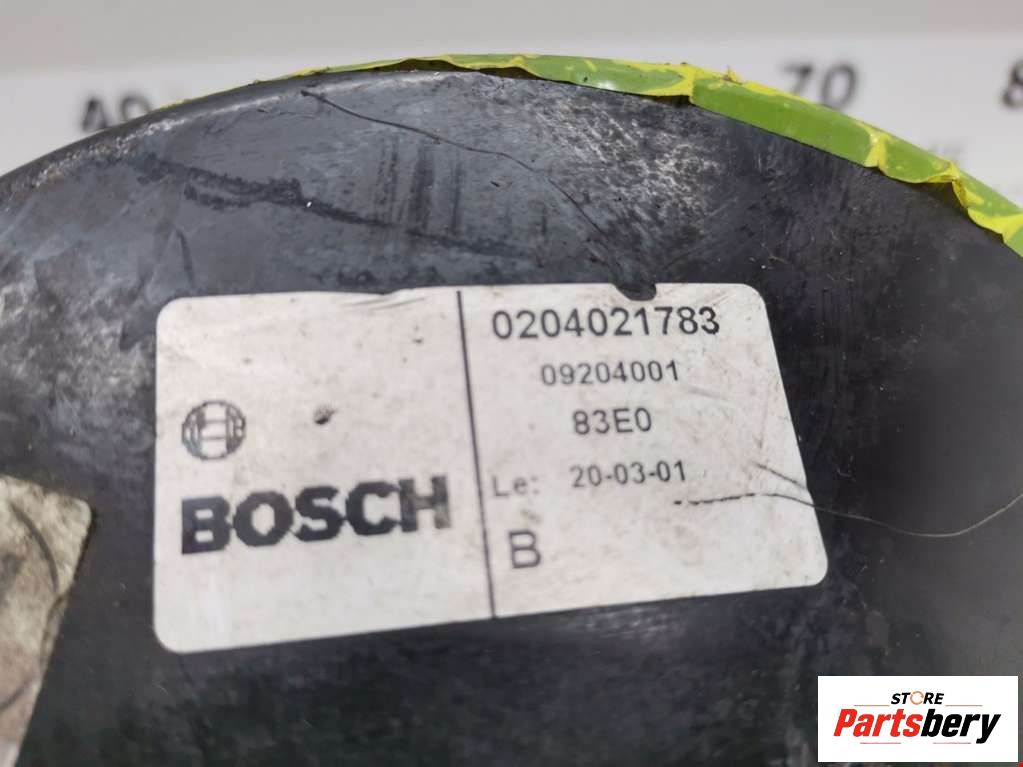 70
0204021783
09204001
83E0
BOSCH
Le: 20-03-01
B
STORE
Partsbery